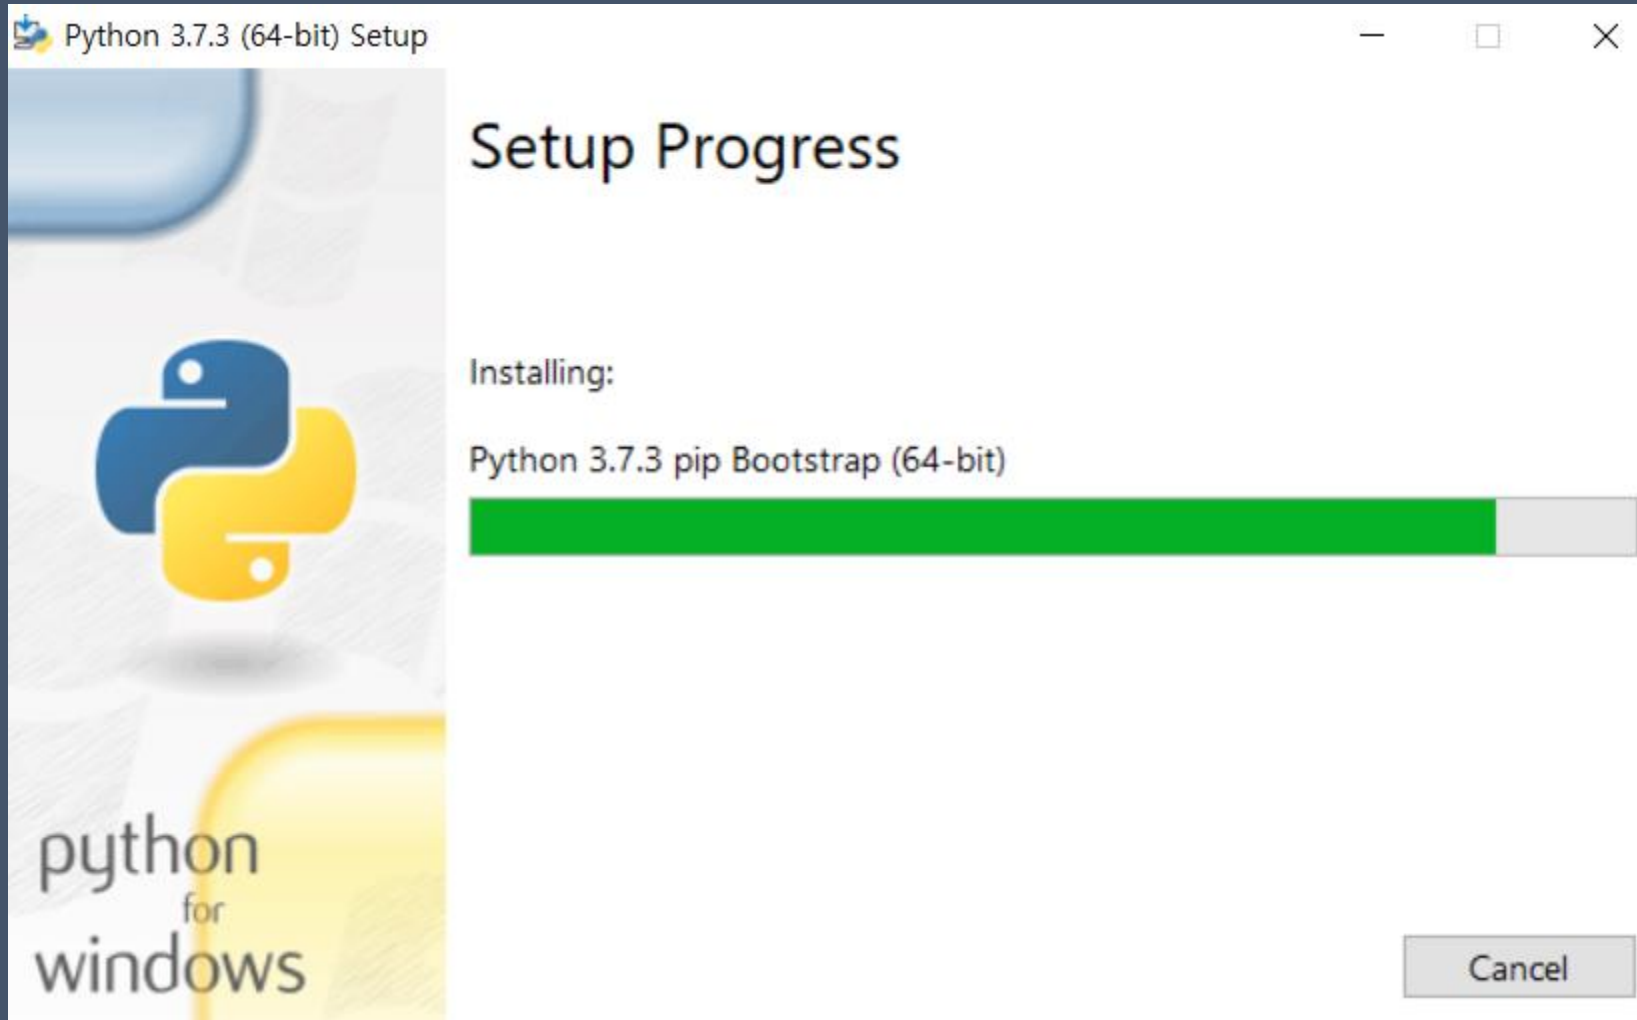 Python 3.7.3 (64-bit) Setup
Setup Progress
Installing:
Python 3.7.3 pip Bootstrap (64-bit)
python
for
windows
Cancel